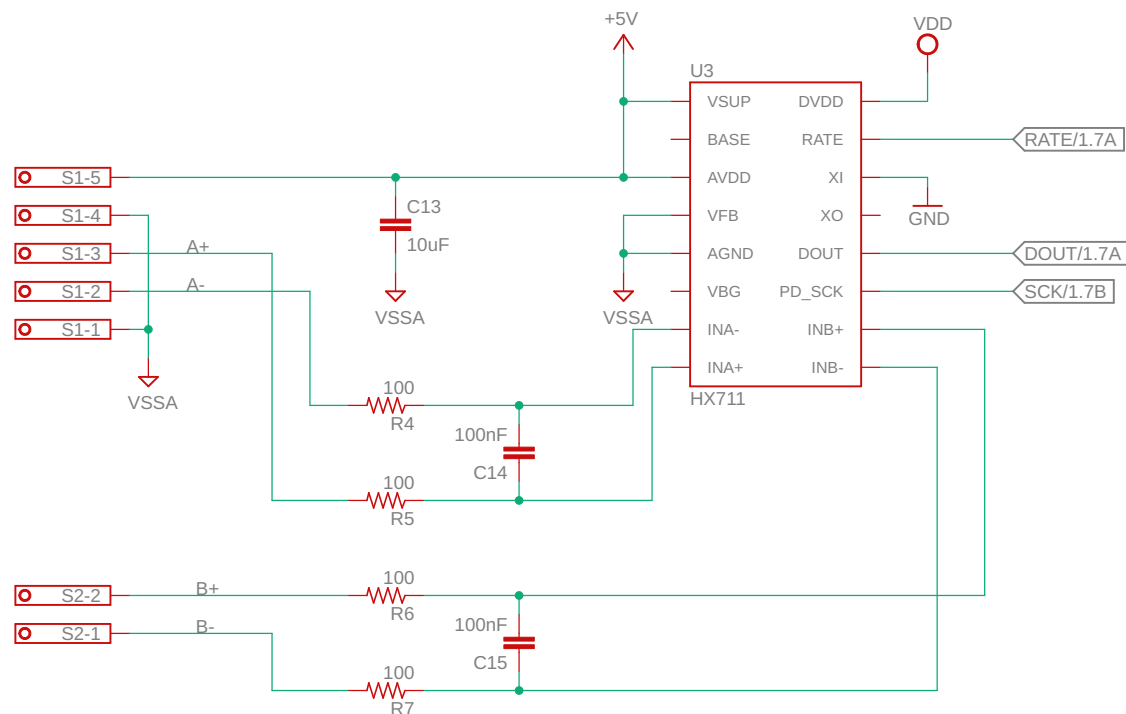 +5V
VDD
U3
VSUP DVDD
BASE RATE RATE/1.7A
S1-5 AVDD XI
C13
S1-4 VFB XO GND
10uF
S1-3 A+ AGND DOUT DOUT/1.7A
S1-2 A- VBG PD_SCK SCK/1.7B
VSSA VSSA
S1-1 INA- INB+
INA+ INB-
100
VSSA HX711
R4
100nF
C14
100
R5
100
S2-2 B+
R6
100nF
S2-1 B-
C15
100
R7